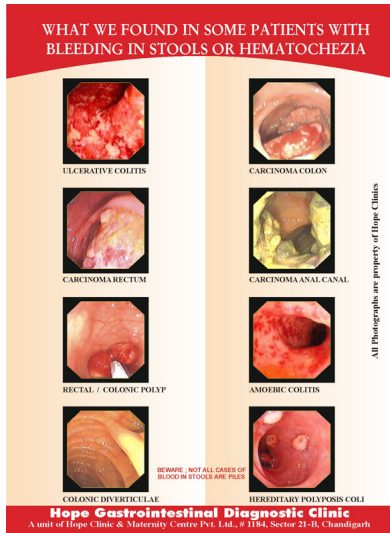 WHAT WE FOUND IN SOME PATIENTS WITH
BLEEDING IN STOOLS OR HEMATOCHEZIA
ULCERATIVE COLITIS
CARCINOMA COLON
CARCINOMA RECTUM
CARCINOMA ANAL CANAL
RECTAL / COLONIC POLYP
AMOEBIC COLITIS
COLONIC DIVERTICULAE
HEREDITARY POLYPOSIS COLI
BEWARE ; NOT ALL CASES OF
BLOOD IN STOOLS ARE PILES
All Photographs are property of Hope Clinics
Hope Gastrointestinal Diagnostic Clinic
A unit of Hope Clinic & Maternity Centre Pvt. Ltd., # 1184, Sector 21-B, Chandigarh